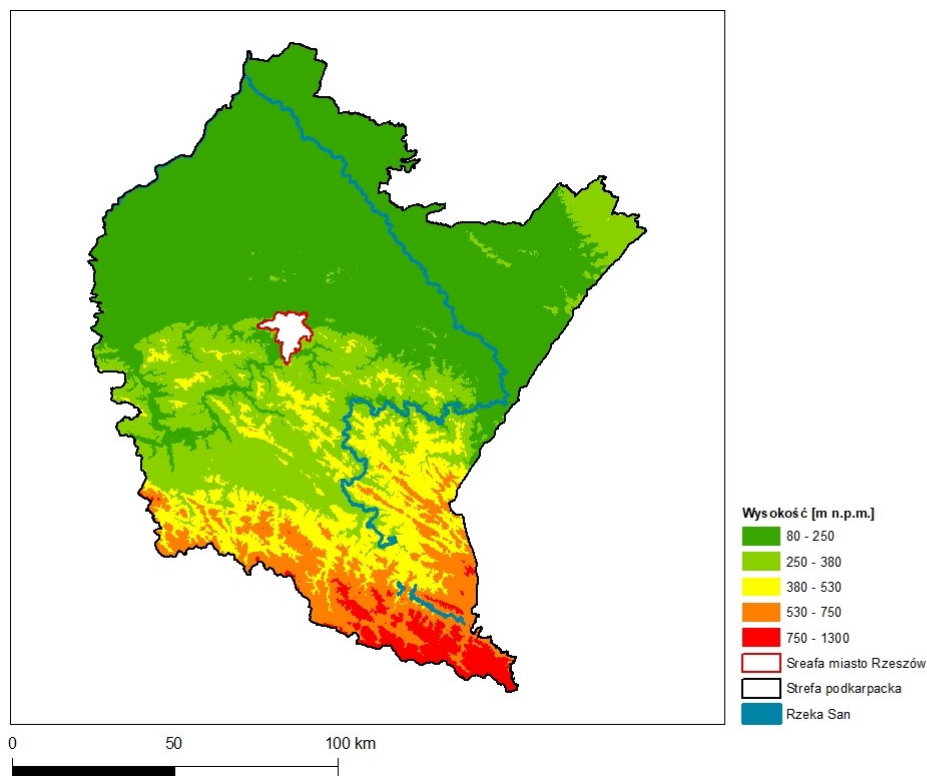 Wysokość [m n.p.m.]
80 - 250
250 - 380
380 - 530
530 - 750
750 - 1300
Sreafa miasto Rzeszów
Strefa podkarpacka
Rzeka San
0 50 100 km